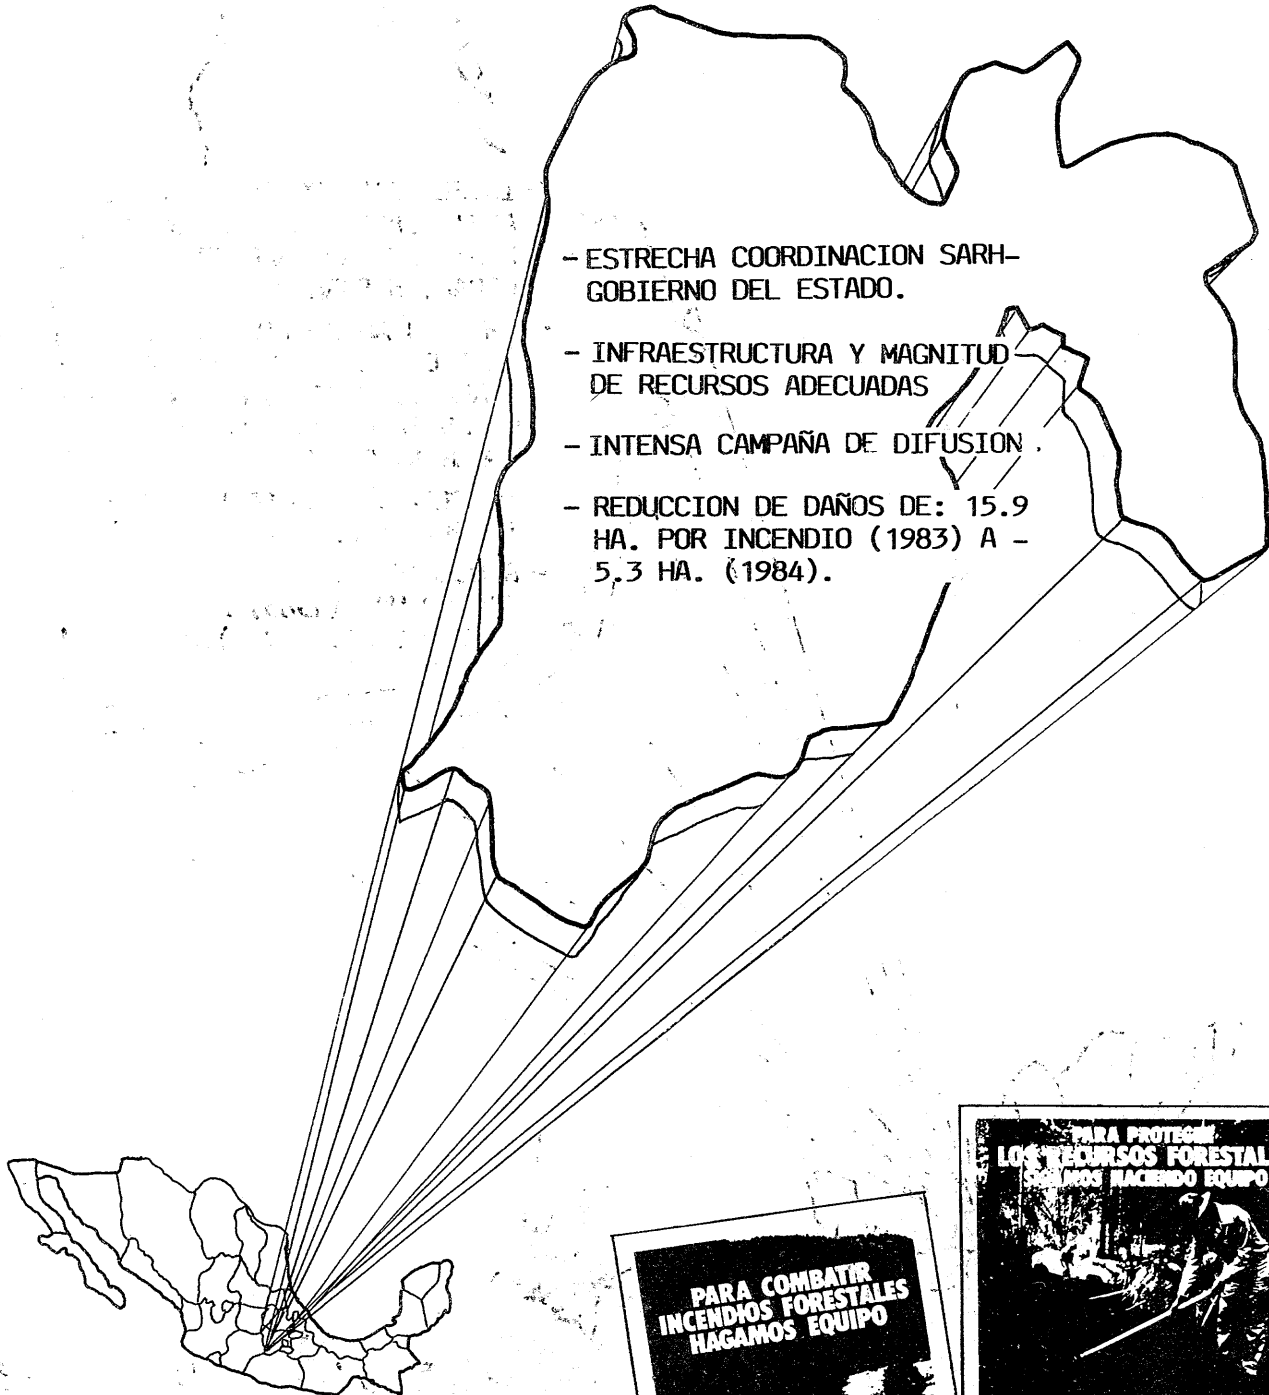 - ESTRECHA COORDINACION SARH-
GOBIERNO DEL ESTADO.
- INFRAESTRUCTURA Y MAGNITUD
DE RECURSOS ADECUADAS
- INTENSA CAMPAÑA DE DIFUSION.
- REDUCCION DE DAÑOS DE: 15.9
HA. POR INCENDIO (1983) A -
5.3 HA. (1984).
PARA PROTEGER
LOS RECURSOS FORESTAL
SIGAMOS HACIENDO EQUIPO
PARA COMBATIR
INCENDIOS FORESTALES
HAGAMOS EQUIPO